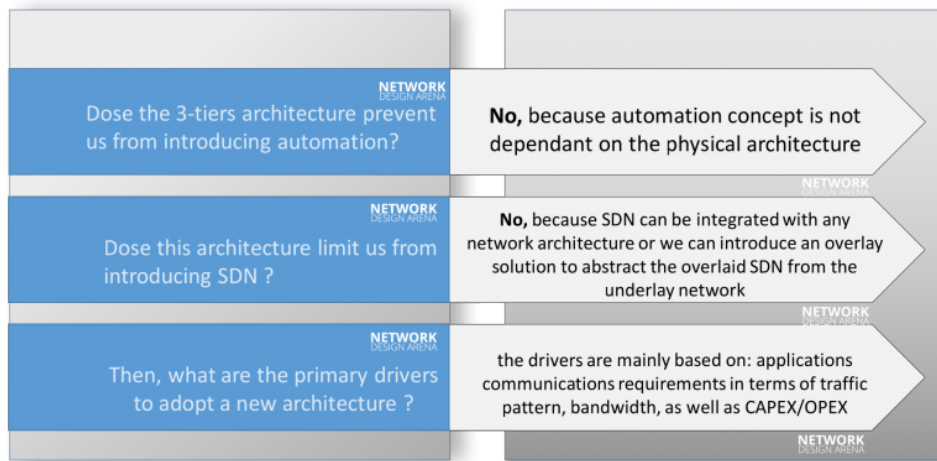 NETWORK
DESIGN ARENA
Dose the 3-tiers architecture prevent
us from introducing automation?
No, because automation concept is not
dependant on the physical architecture
NETWORK
DESIGN ARENA
NETWORK
DESIGN ARENA
Dose this architecture limit us from
introducing SDN ?
No, because SDN can be integrated with any
network architecture or we can introduce an overlay
solution to abstract the overlaid SDN from the
underlay network
NETWORK
DESIGN ARENA
NETWORK
DESIGN ARENA
Then, what are the primary drivers
to adopt a new architecture ?
the drivers are mainly based on: applications
communications requirements in terms of traffic
pattern, bandwidth, as well as CAPEX/OPEX
NETWORK
DESIGN ARENA